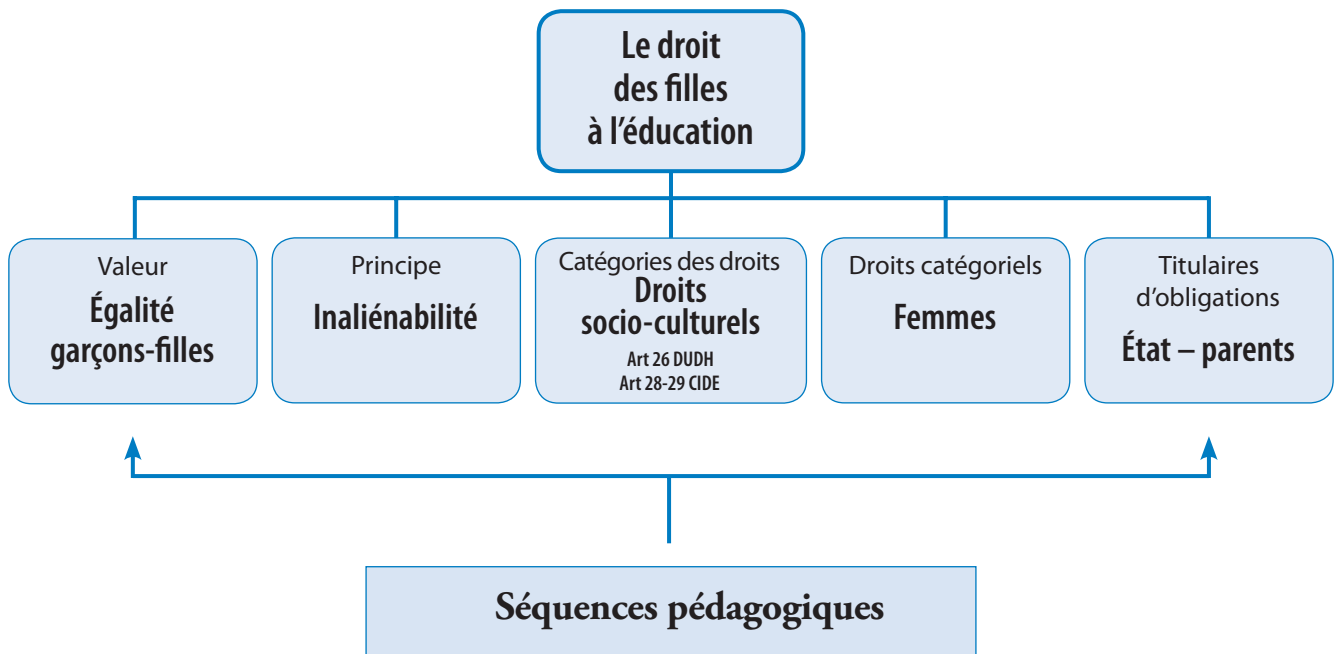 Le droit
des filles
à l'éducation
Valeur
Égalité
garçons-filles
Principe
Inaliénabilité
Catégories des droits
Droits
socio-culturels
Art 26 DUDH
Art 28-29 CIDE
Droits catégoriels
Femmes
Titulaires
d'obligations
État – parents
Séquences pédagogiques